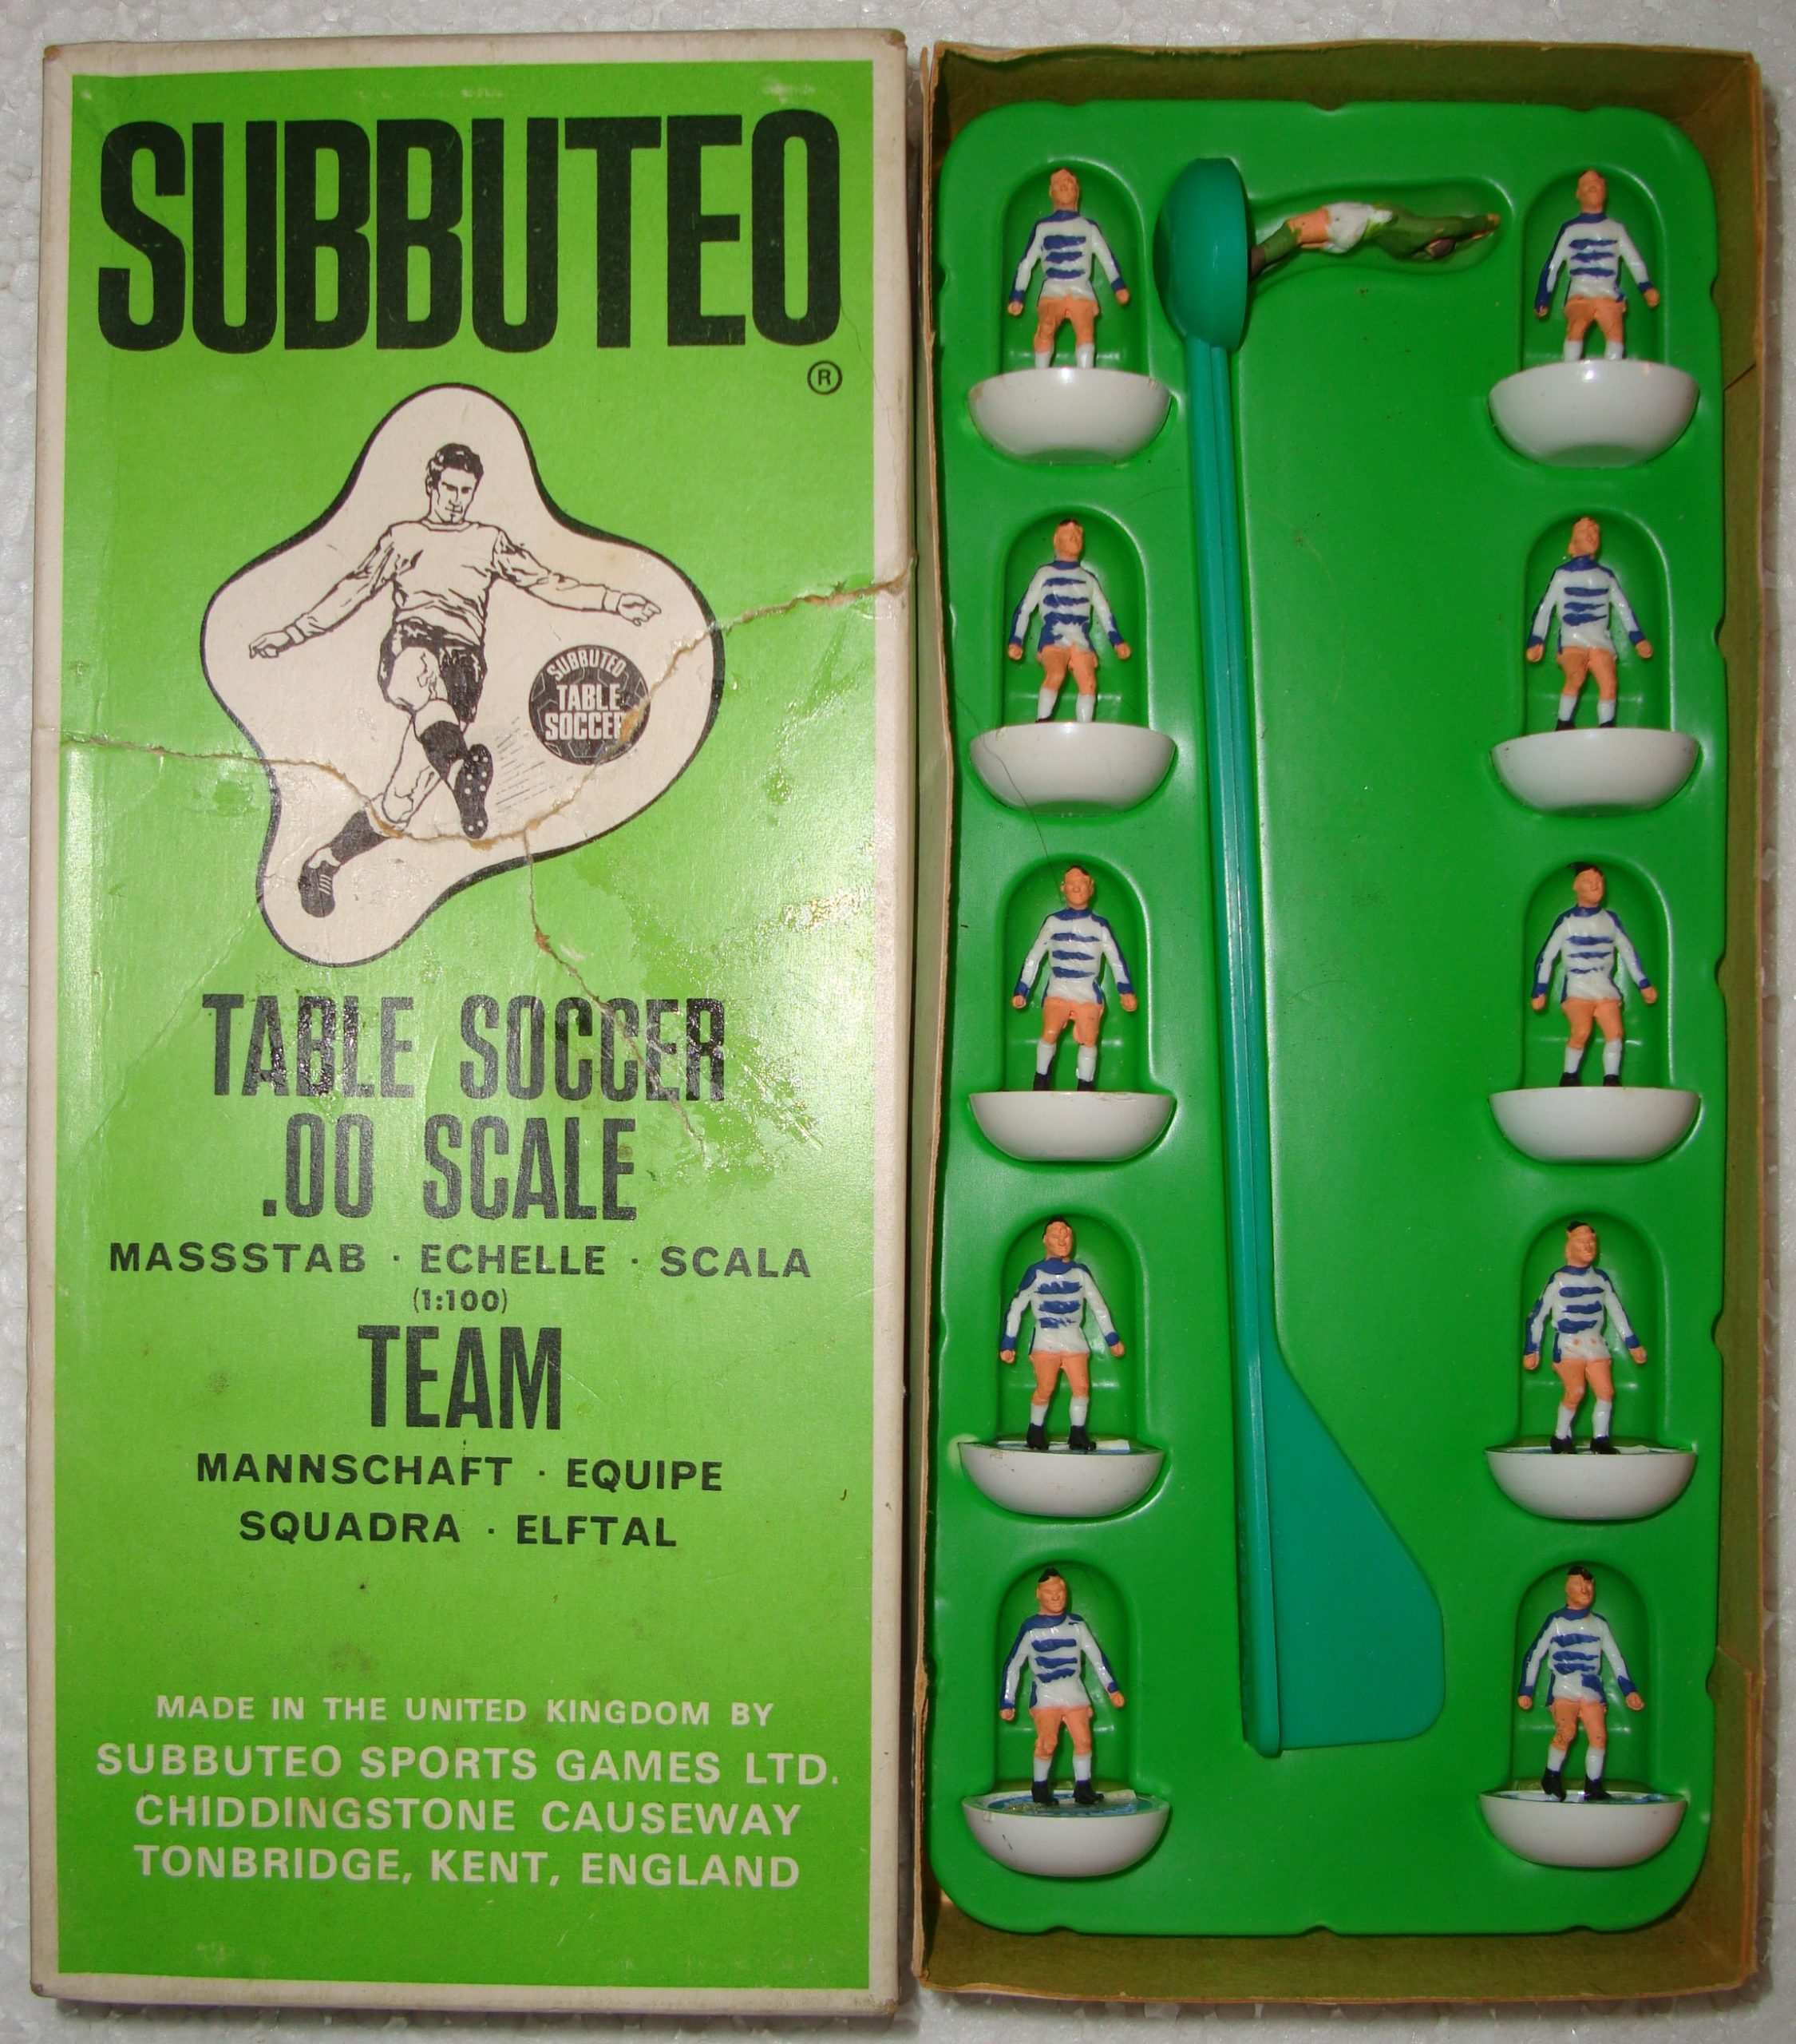 SUBBUTEO
®
SUBBUTEO
TABLE
SOCCER
TABLE SOCCER
.00 SCALE
MASSSTAB · ECHELLE · SCALA
(1:100)
TEAM
MANNSCHAFT · EQUIPE
SQUADRA · ELFTAL
MADE IN THE UNITED KINGDOM BY
SUBBUTEO SPORTS GAMES LTD.
CHIDDINGSTONE CAUSEWAY
TONBRIDGE, KENT, ENGLAND